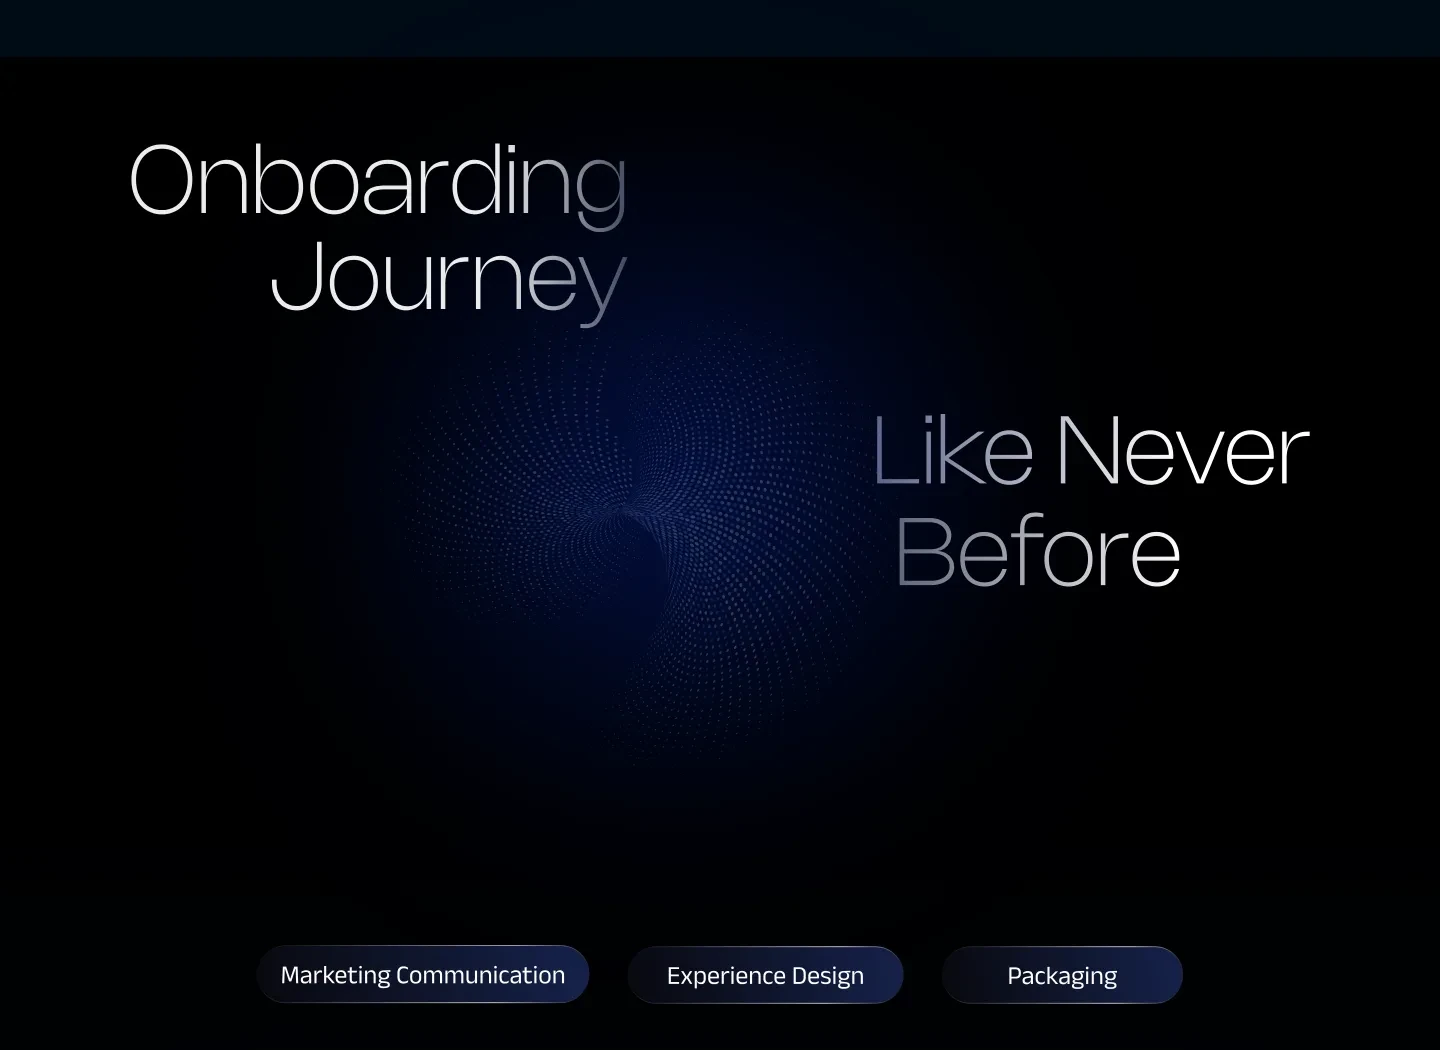 Onboarding
Journey
Like Never
Before
Marketing Communication
Experience Design
Packaging